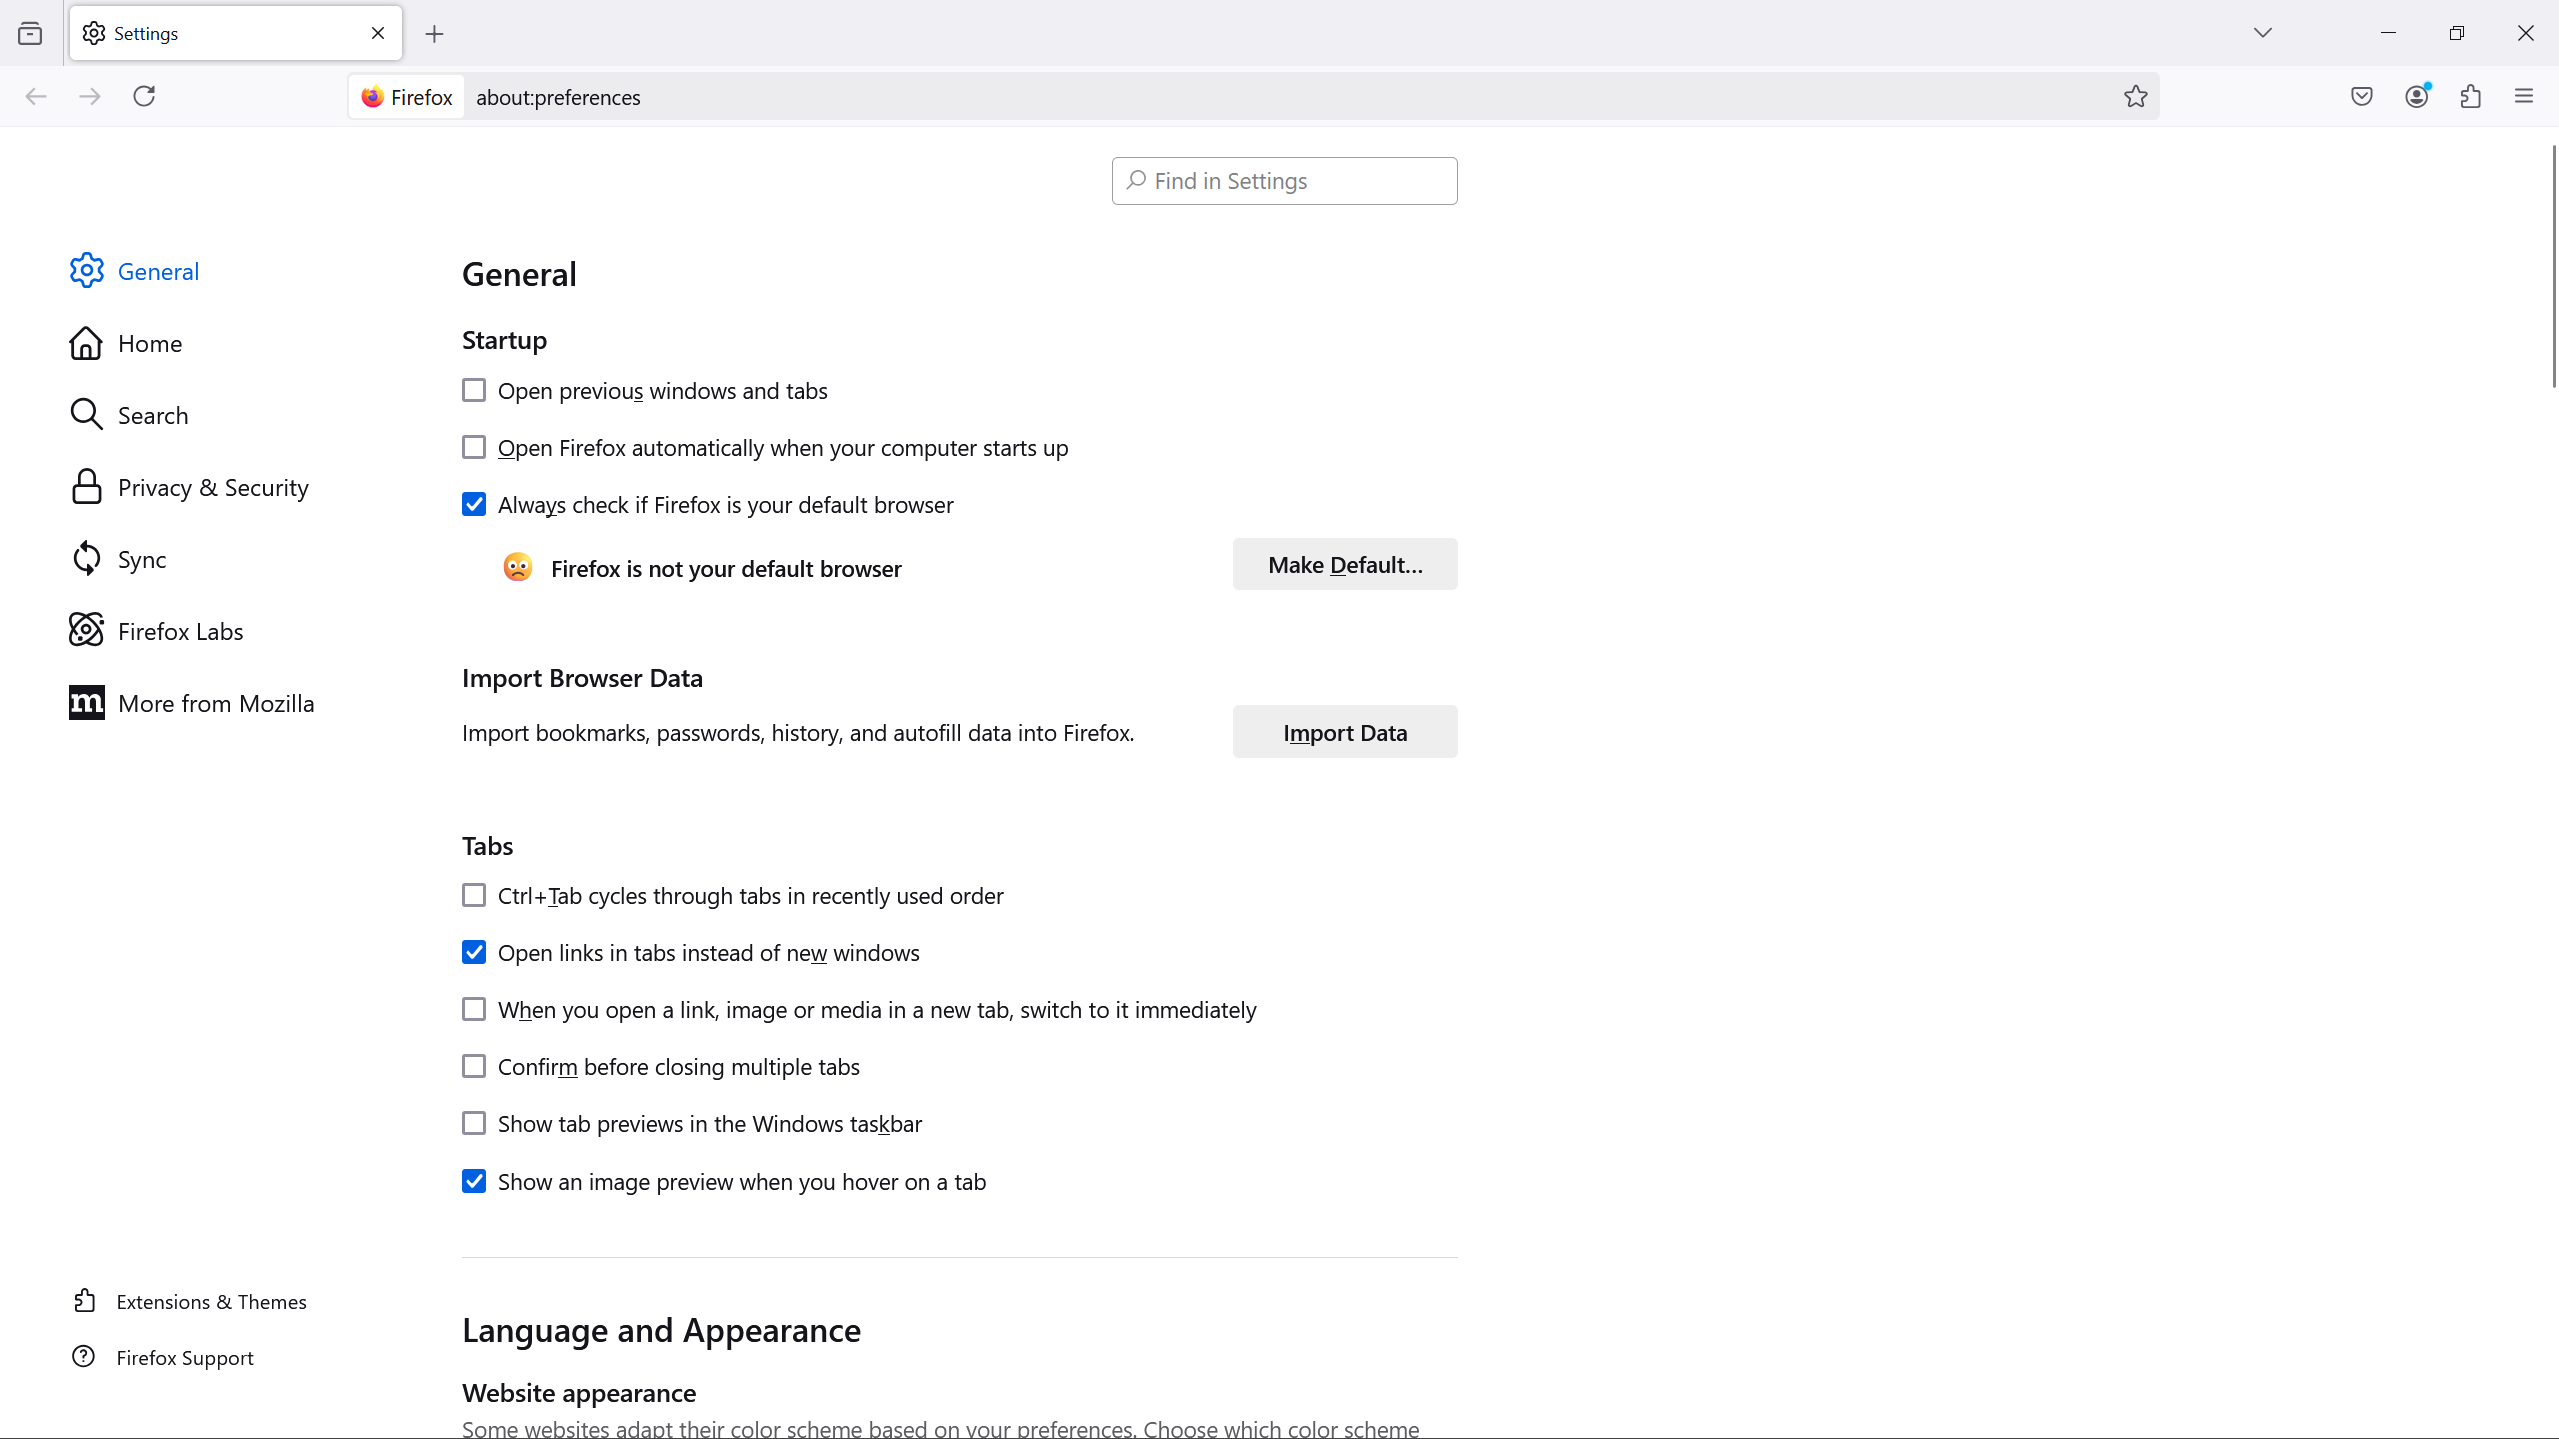 Settings
Firefox about:preferences
Find in Settings
General
Home
Search
Privacy & Security
Sync
Firefox Labs
m More from Mozilla
Extensions & Themes
Firefox Support
General
Startup
Open previous windows and tabs
Open Firefox automatically when your computer starts up
Always check if Firefox is your default browser
Firefox is not your default browser
Make Default...
Import Browser Data
Import bookmarks, passwords, history, and autofill data into Firefox.
Import Data
Tabs
Ctrl+Tab cycles through tabs in recently used order
Open links in tabs instead of new windows
When you open a link, image or media in a new tab, switch to it immediately
Confirm before closing multiple tabs
Show tab previews in the Windows taskbar
Show an image preview when you hover on a tab
Language and Appearance
Website appearance
Some websites adapt their color scheme based on your preferences. Choose which color scheme